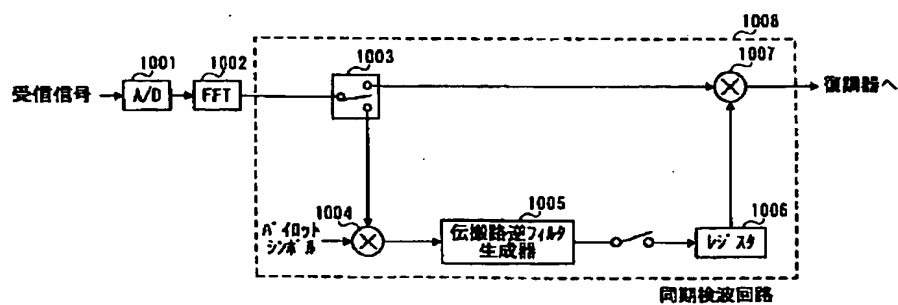 1008
1001
1002
1003
1007
受信信号
A/D
FFT
復調器へ
1004
1005
1006
パイロット
シンボル
伝搬路逆フィルタ
生成器
レジスタ
同期検波回路